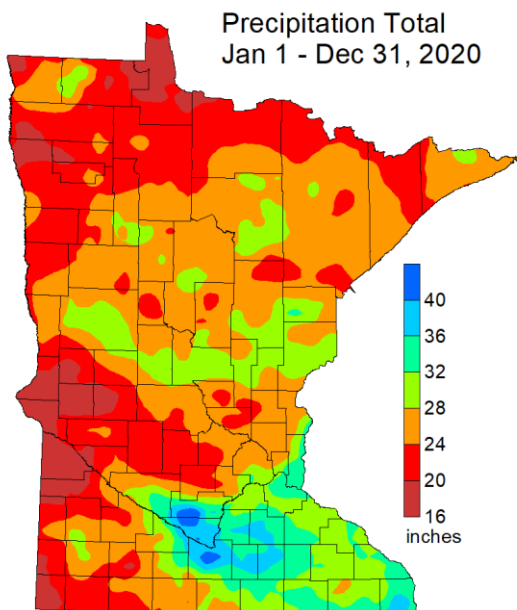 Precipitation Total
Jan 1 - Dec 31, 2020
40
36
32
28
24
20
16
inches